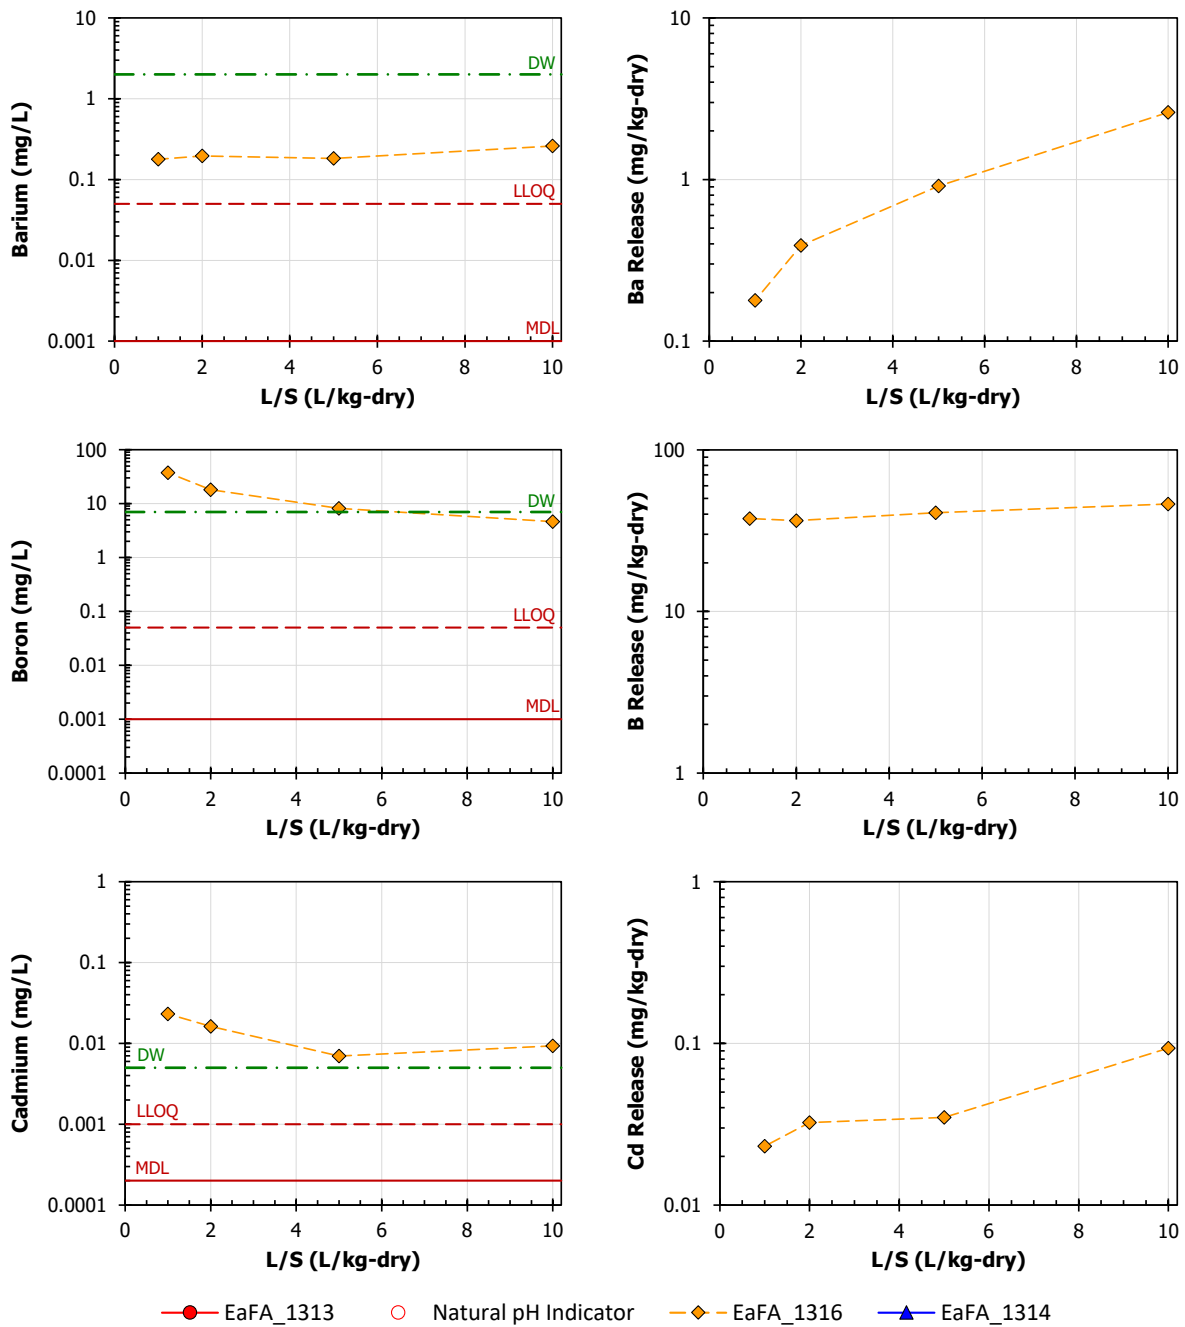 10
1
0.1
0.01
0.001
Barium (mg/L)
DW
LLOQ
MDL
0 2 4 6 8 10
L/S (L/kg-dry)
10
1
0.1
Ba Release (mg/kg-dry)
0 2 4 6 8 10
L/S (L/kg-dry)
100
10
1
0.1
0.01
0.001
0.0001
Boron (mg/L)
DW
LLOQ
MDL
0 2 4 6 8 10
L/S (L/kg-dry)
100
10
1
B Release (mg/kg-dry)
0 2 4 6 8 10
L/S (L/kg-dry)
1
0.1
0.01
0.001
0.0001
Cadmium (mg/L)
DW
LLOQ
MDL
0 2 4 6 8 10
L/S (L/kg-dry)
1
0.1
0.01
Cd Release (mg/kg-dry)
0 2 4 6 8 10
L/S (L/kg-dry)
EaFA_1313 Natural pH Indicator EaFA_1316 EaFA_1314